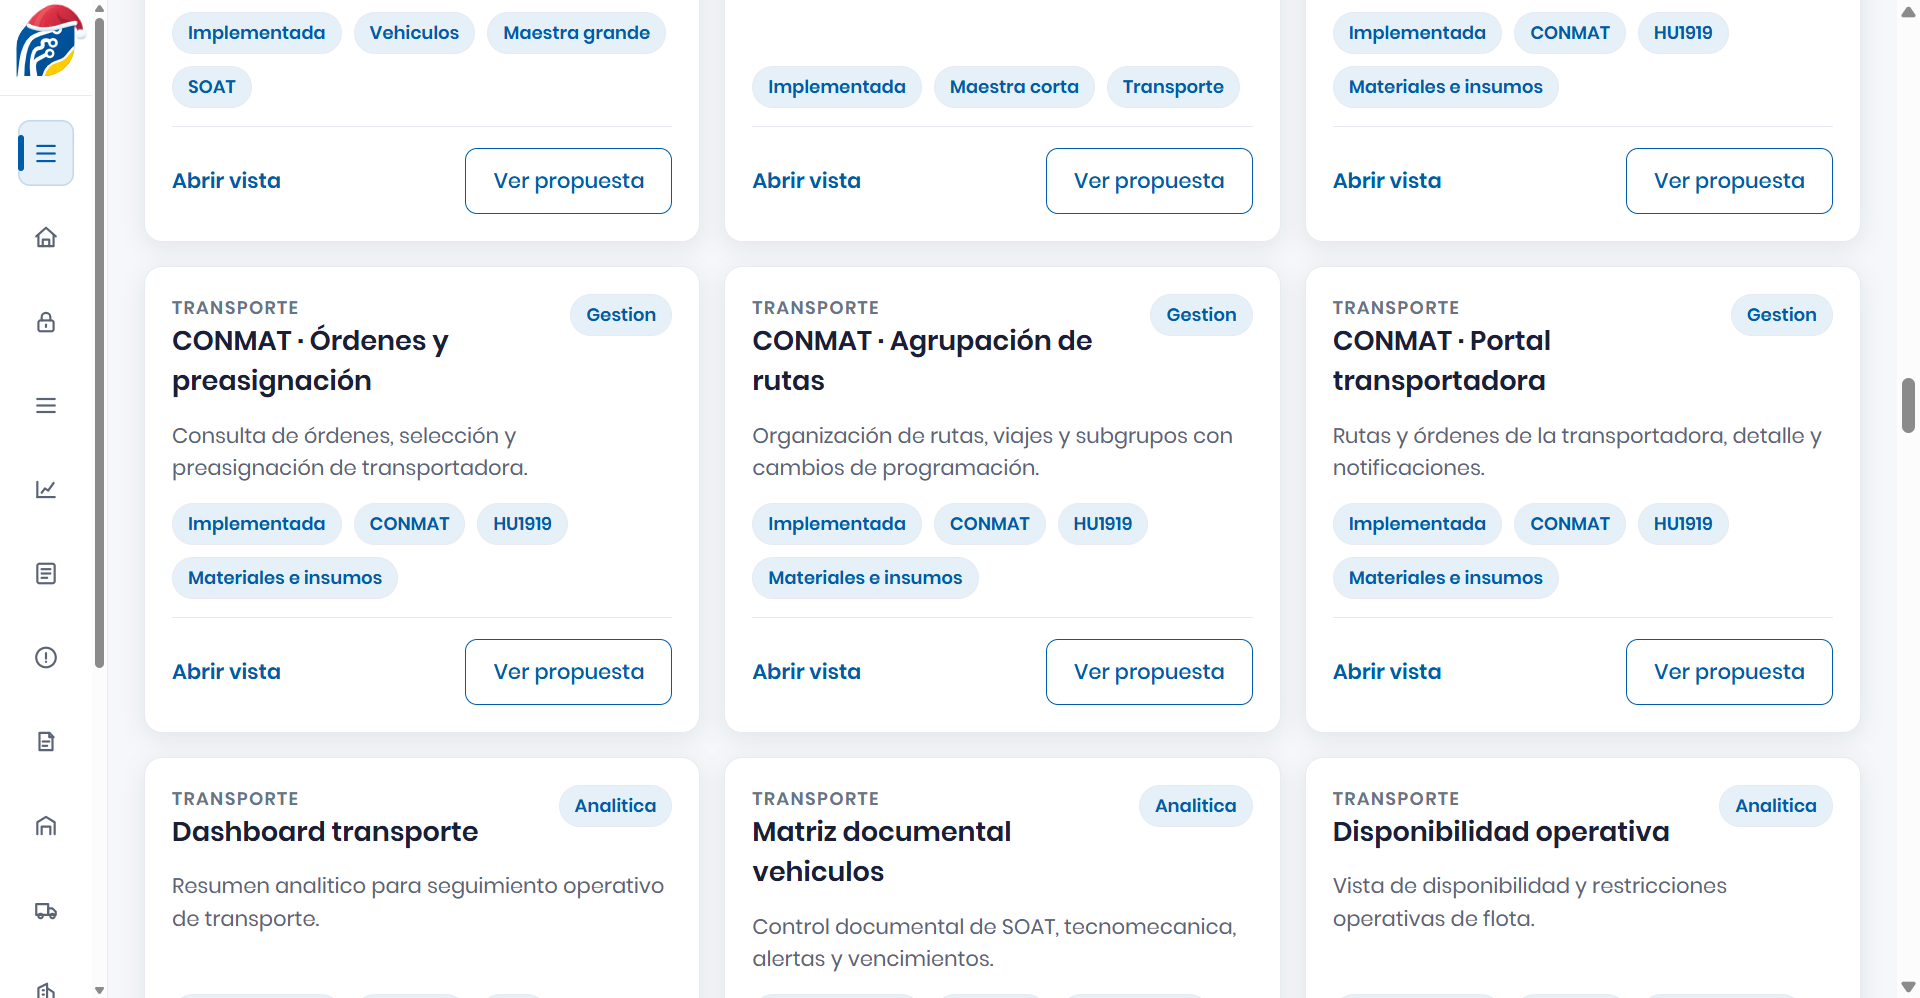 Implementada Vehiculos Maestra grande
SOAT
Abrir vista Ver propuesta
Implementada Maestra corta Transporte
Abrir vista Ver propuesta
Implementada CONMAT HU1919
Materiales e insumos
Abrir vista Ver propuesta
TRANSPORTE
Gestion
CONMAT · Órdenes y
preasignación
Consulta de órdenes, selección y
preasignación de transportadora.
Implementada CONMAT HU1919
Materiales e insumos
Abrir vista Ver propuesta
TRANSPORTE
Gestion
CONMAT · Agrupación de
rutas
Organización de rutas, viajes y subgrupos con
cambios de programación.
Implementada CONMAT HU1919
Materiales e insumos
Abrir vista Ver propuesta
TRANSPORTE
Gestion
CONMAT · Portal
transportadora
Rutas y órdenes de la transportadora, detalle y
notificaciones.
Implementada CONMAT HU1919
Materiales e insumos
Abrir vista Ver propuesta
TRANSPORTE
Analitica
Dashboard transporte
Resumen analitico para seguimiento operativo
de transporte.
TRANSPORTE
Analitica
Matriz documental
vehiculos
Control documental de SOAT, tecnomecanica,
alertas y vencimientos.
TRANSPORTE
Analitica
Disponibilidad operativa
Vista de disponibilidad y restricciones
operativas de flota.